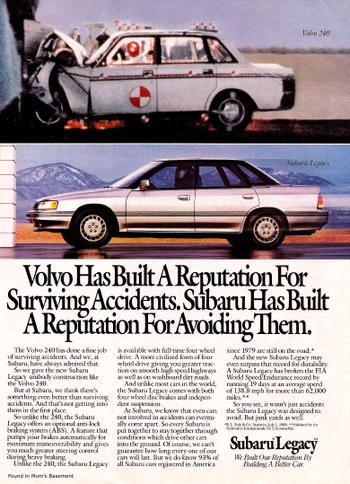 Volvo 240
Subaru Legacy
Volvo Has Built A Reputation For
Surviving Accidents. Subaru Has Built
A Reputation For Avoiding Them.
The Volvo 240 has done a fine job
of surviving accidents. And we, at
Subaru, have always admired that.
So we gave the new Subaru
Legacy unibody construction like
the Volvo 240.
But at Subaru, we think there's
something even better than surviving
accidents. And that's not getting into
them in the first place.
So unlike the 240, the Subaru
Legacy offers an optional anti-lock
braking system (ABS). A feature that
pumps your brakes automatically for
maximum maneuverability and gives
you much greater steering control
during heavy braking.
Unlike the 240, the Subaru Legacy
is available with full time four wheel
drive. A more civilized form of four
wheel drive giving you greater trac-
tion on smooth high speed highways
as well as on washboard dirt roads.
And unlike most cars in the world,
the Subaru Legacy comes with both
four wheel disc brakes and indepen-
dent suspension.
At Subaru, we know that even cars
not involved in accidents can eventu-
ally come apart. So every Subaru is
put together to stay together through
conditions which drive other cars
into the ground. Of course, we can't
guarantee how long every one of our
cars will last. But we do know 93% of
all Subaru cars registered in America
since 1979 are still on the road.*
And the new Subaru Legacy may
even surpass that record for durability.
A Subaru Legacy has broken the FIA
World Speed/Endurance record by
running 19 days at an average speed
of 138.8 mph for more than 62,000
miles.**
So you see, it wasn't just accidents
the Subaru Legacy was designed to
avoid. But junk yards as well.
Subaru Legacy
We Built Our Reputation By
Building A Better Car.
Found in Mom's Basement